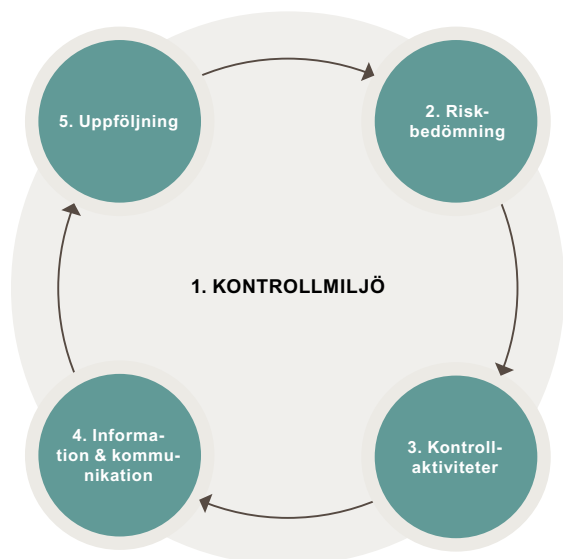 5. Uppföljning
2. Risk-
bedömning
1. KONTROLLMILJÖ
4. Informa-
tion & kommu-
nikation
3. Kontroll-
aktiviteter